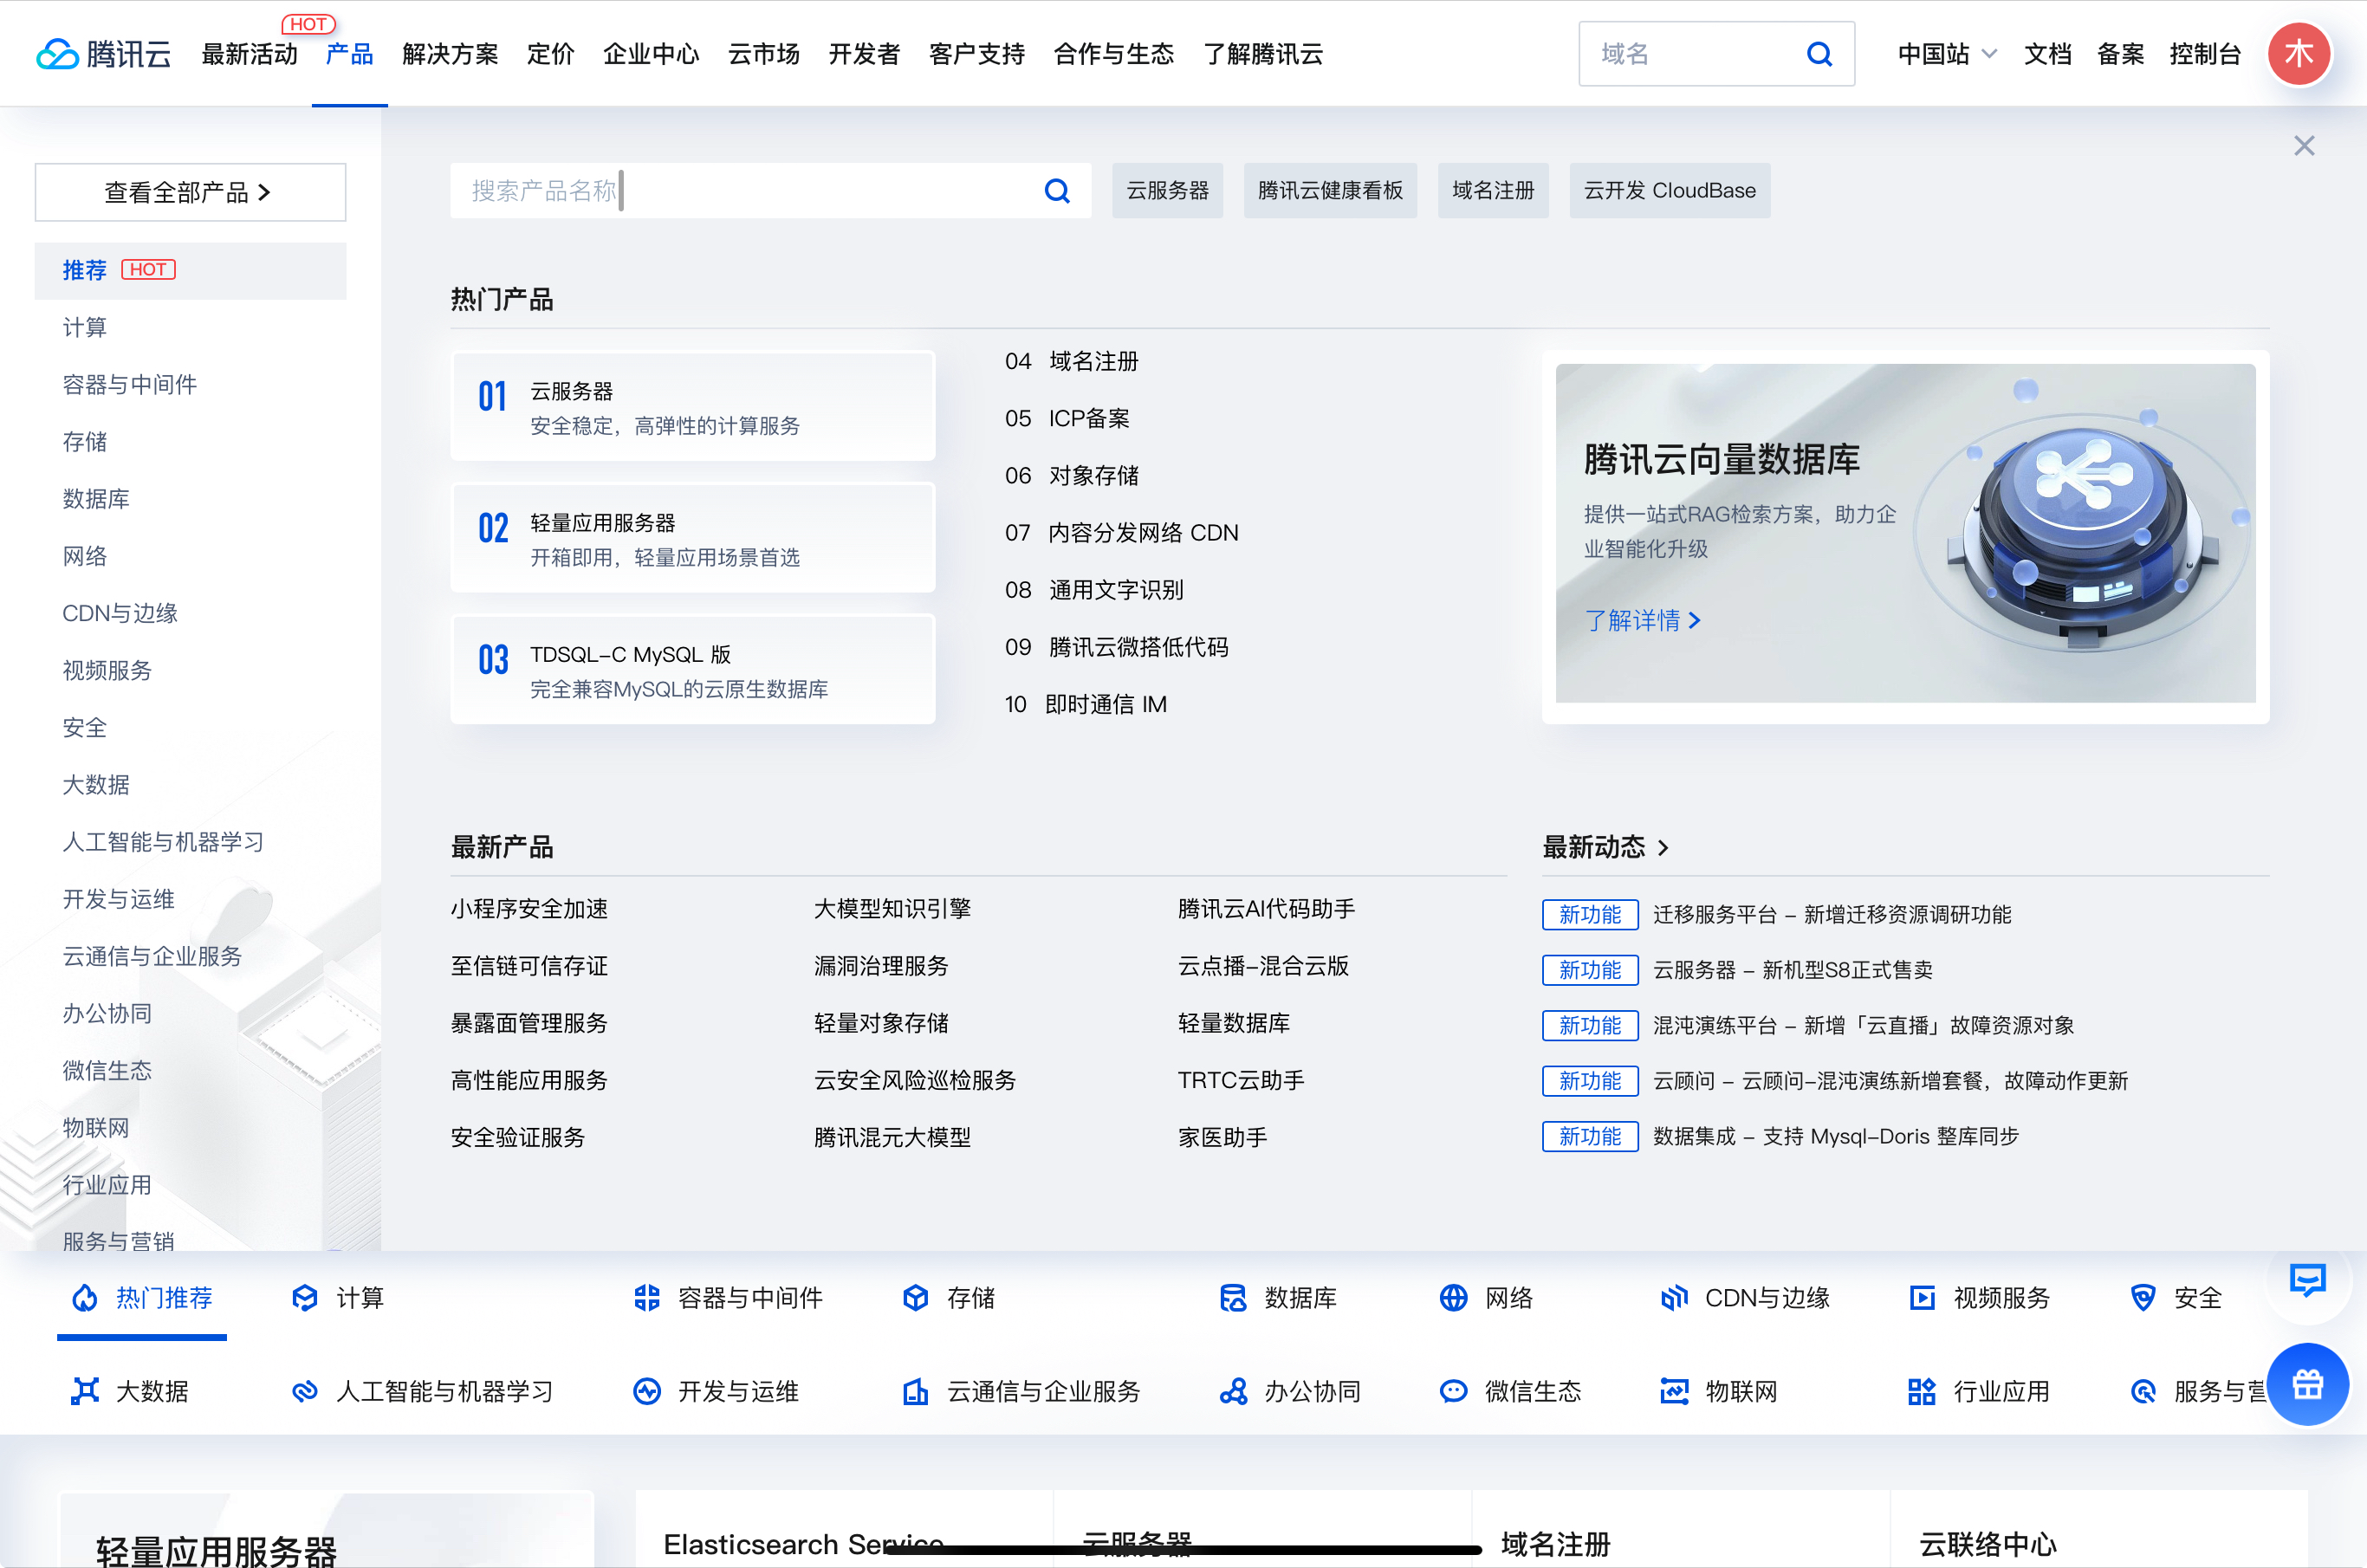 HOT
腾讯云
最新活动 产品 解决方案 定价 企业中心 云市场 开发者 客户支持 合作与生态 了解腾讯云
域名
中国站 文档 备案 控制台 木
查看全部产品
推荐 HOT
计算
容器与中间件
存储
数据库
网络
CDN与边缘
视频服务
安全
大数据
人工智能与机器学习
开发与运维
云通信与企业服务
办公协同
微信生态
物联网
行业应用
服务与营销
搜索产品名称
云服务器 腾讯云健康看板 域名注册 云开发 CloudBase
热门产品
01 云服务器
安全稳定，高弹性的计算服务
02 轻量应用服务器
开箱即用，轻量应用场景首选
03 TDSQL-C MySQL 版
完全兼容MySQL的云原生数据库
04 域名注册
05 ICP备案
06 对象存储
07 内容分发网络 CDN
08 通用文字识别
09 腾讯云微搭低代码
10 即时通信 IM
腾讯云向量数据库
提供一站式RAG检索方案，助力企
业智能化升级
了解详情
最新产品
小程序安全加速 大模型知识引擎 腾讯云AI代码助手
至信链可信存证 漏洞治理服务 云点播-混合云版
暴露面管理服务 轻量对象存储 轻量数据库
高性能应用服务 云安全风险巡检服务 TRTC云助手
安全验证服务 腾讯混元大模型 家医助手
最新动态
新功能 迁移服务平台 - 新增迁移资源调研功能
新功能 云服务器 - 新机型S8正式售卖
新功能 混沌演练平台 - 新增「云直播」故障资源对象
新功能 云顾问 - 云顾问-混沌演练新增套餐，故障动作更新
新功能 数据集成 - 支持 Mysql-Doris 整库同步
热门推荐 计算 容器与中间件 存储 数据库 网络 CDN与边缘 视频服务 安全
大数据 人工智能与机器学习 开发与运维 云通信与企业服务 办公协同 微信生态 物联网 行业应用 服务与营
轻量应用服务器
Elasticsearch Service 云服务器 域名注册 云联络中心